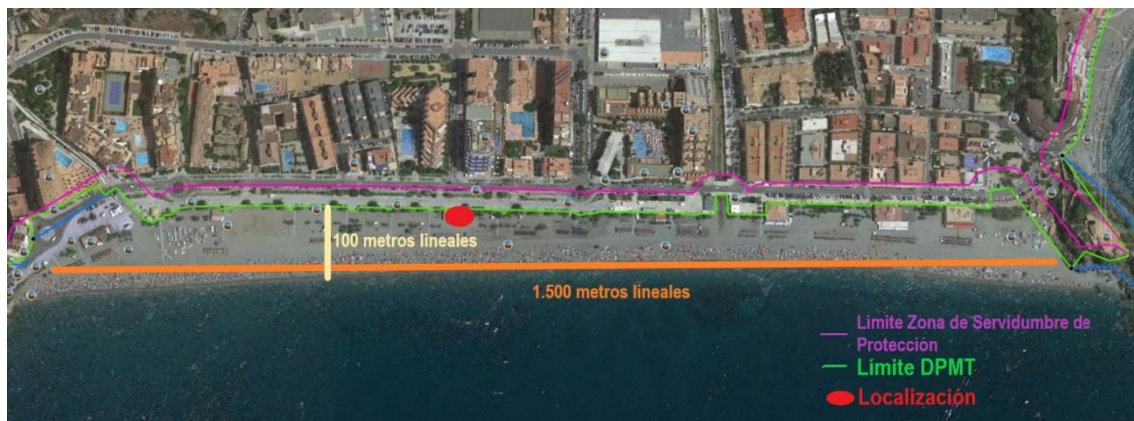 100 metros lineales
1.500 metros lineales
Límite Zona de Servidumbre de
Protección
Límite DPMT
Localización